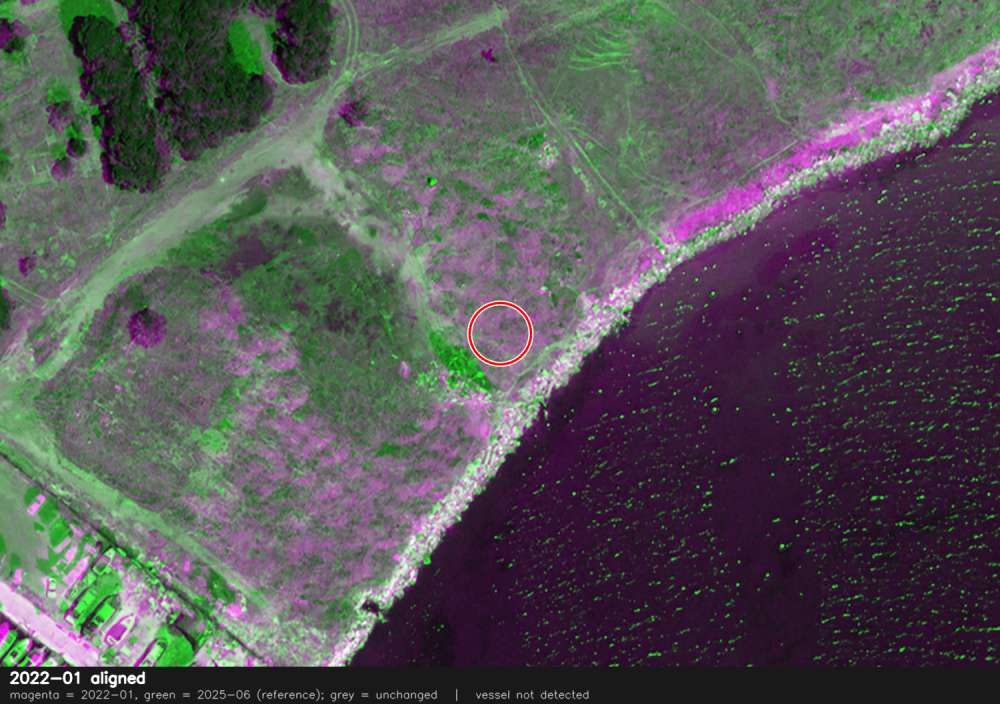 2022-01 aligned
magenta = 2022-01, green = 2025-06 (reference); grey = unchanged | vessel not detected